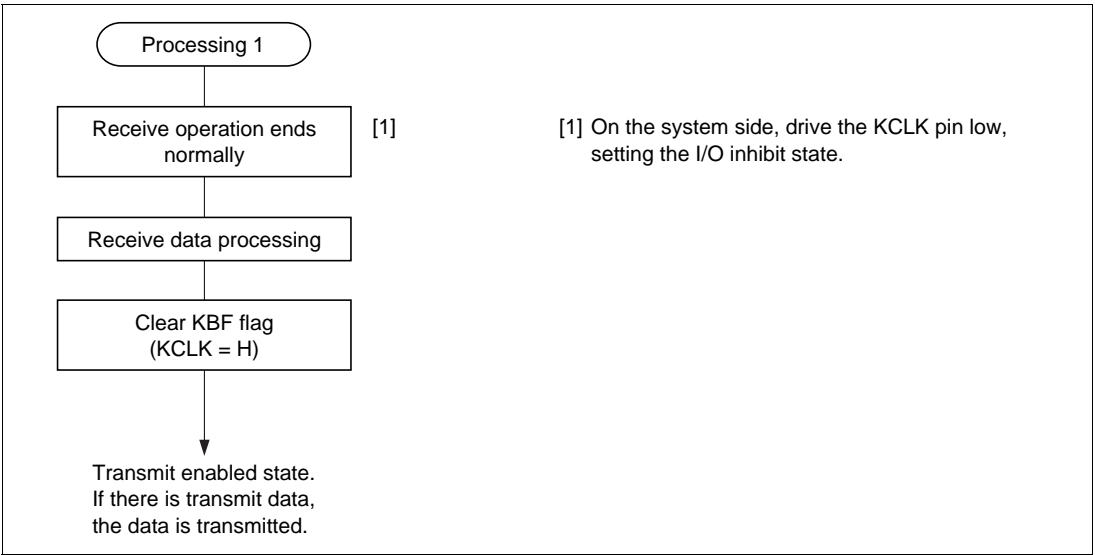 Processing 1
Receive operation ends
normally
[1]
[1] On the system side, drive the KCLK pin low,
setting the I/O inhibit state.
Receive data processing
Clear KBF flag
(KCLK = H)
Transmit enabled state.
If there is transmit data,
the data is transmitted.